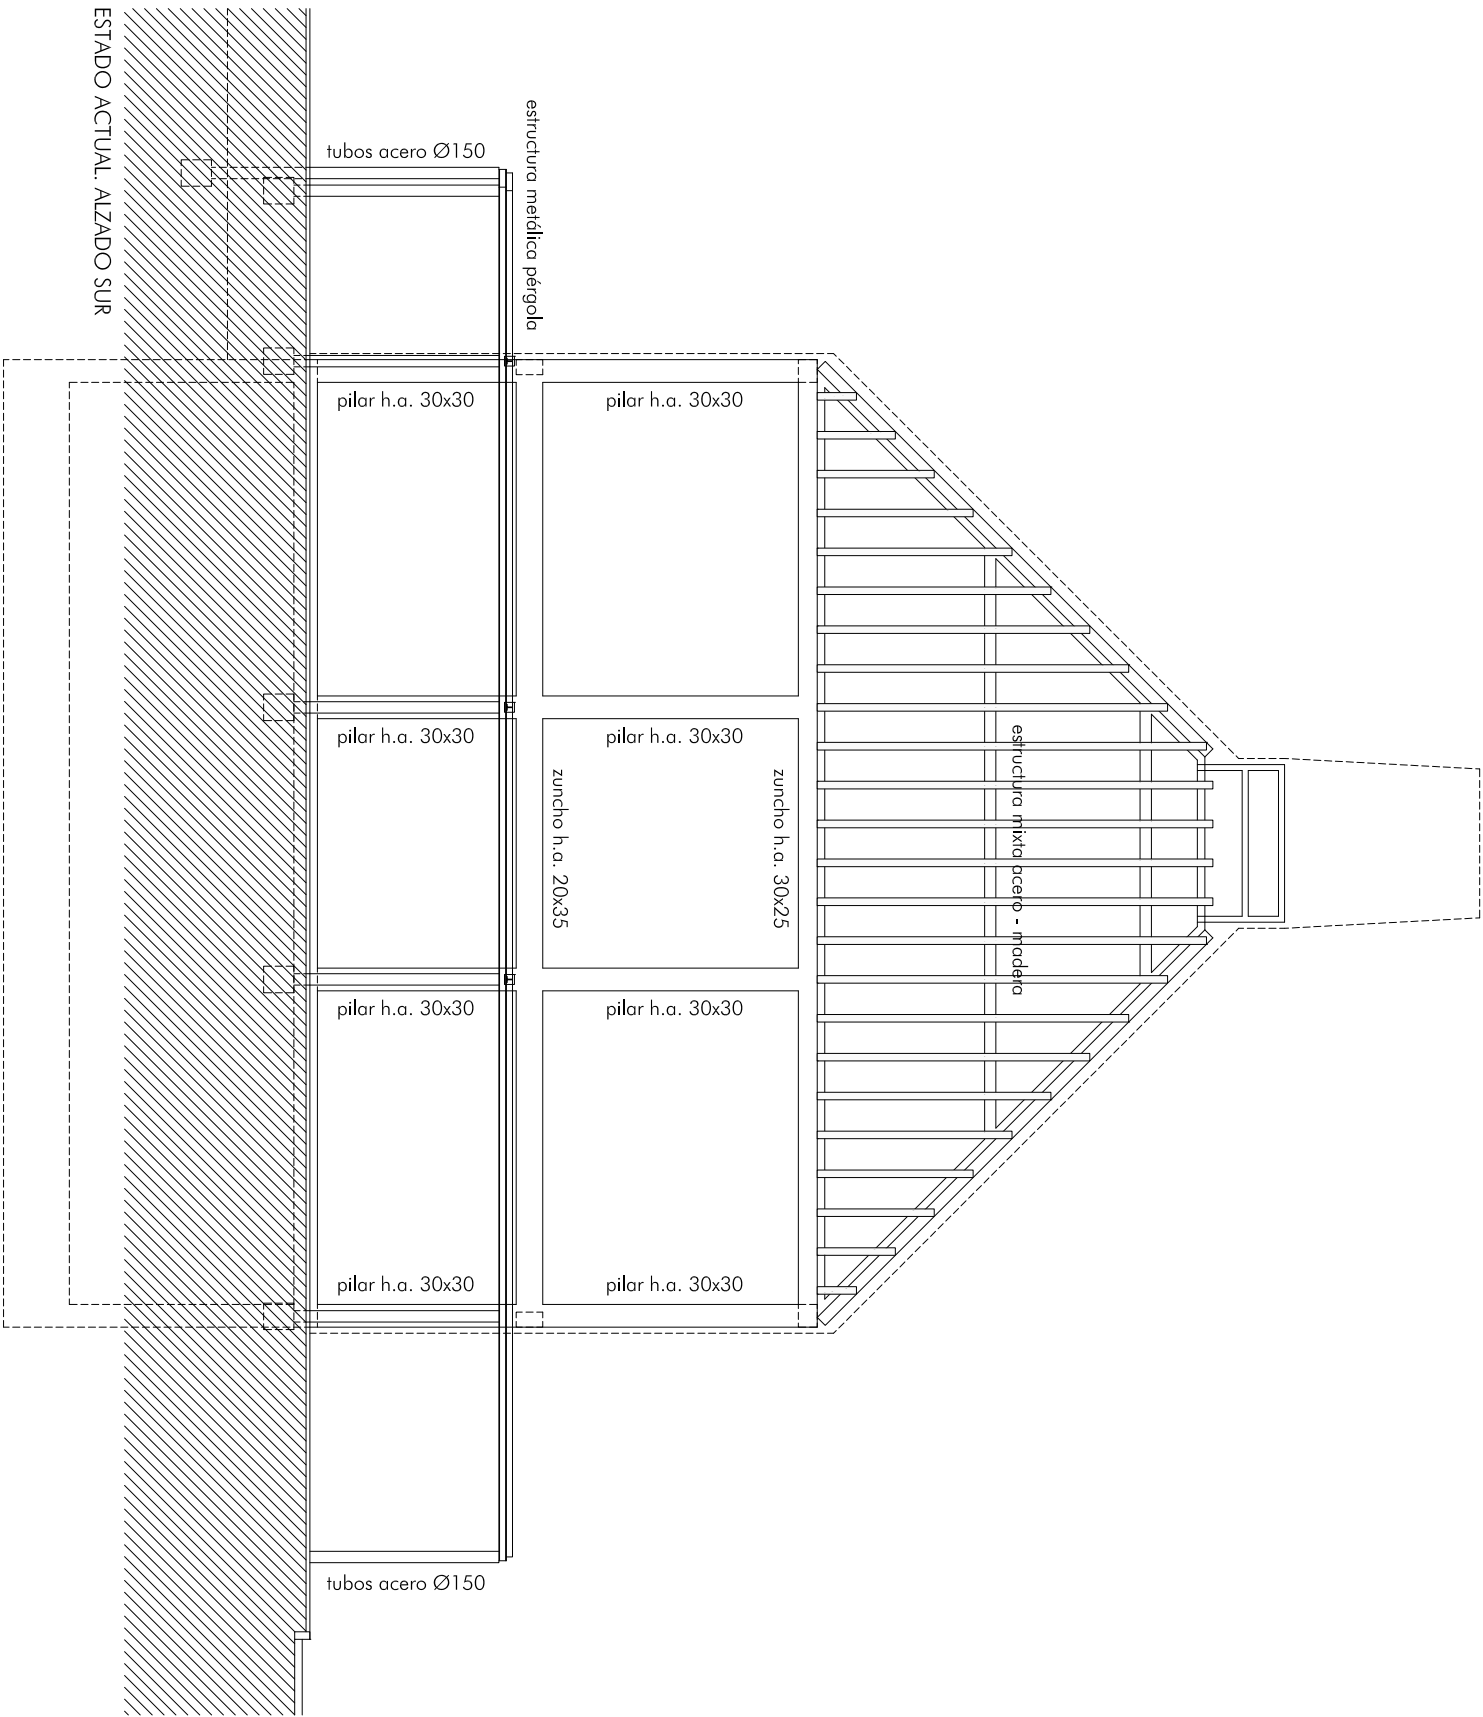 tubos acero Ø150
estructura metálica pérgola
pilar h.a. 30x30
pilar h.a. 30x30
pilar h.a. 30x30
pilar h.a. 30x30
zuncho h.a. 20x35
zuncho h.a. 30x25
estructura mixta acero - madera
pilar h.a. 30x30
pilar h.a. 30x30
pilar h.a. 30x30
pilar h.a. 30x30
tubos acero Ø150
ESTADO ACTUAL. ALZADO SUR